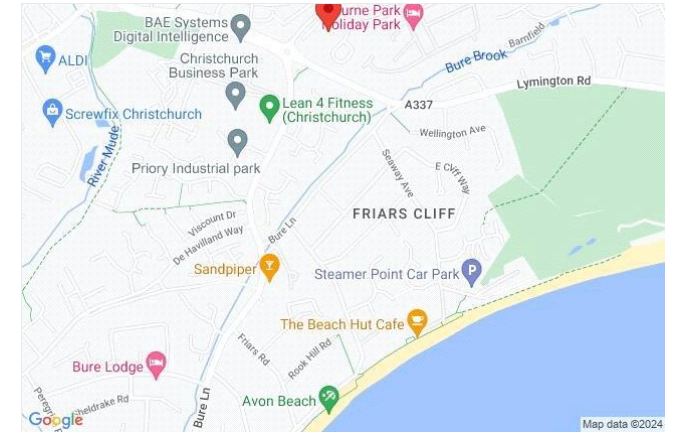 BAE Systems
Digital Intelligence
Park
Holiday Park
Barnfield
ALDI
Christchurch
Business Park
Bure Brook
Lymington Rd
Screwfix Christchurch
Lean 4 Fitness
(Christchurch)
A337
Wellington Ave
River Mude
Priory Industrial park
Seaway Ave
E Cliff Way
Viscount Dr
De Havilland Way
Bure Ln
FRIARS CLIFF
Sandpiper
Steamer Point Car Park
P
The Beach Hut Cafe
Friars Rd
Rook Hill Rd
Bure Lodge
Avon Beach
Bure Ln
Sheldrake Rd
Google
Map data ©2024